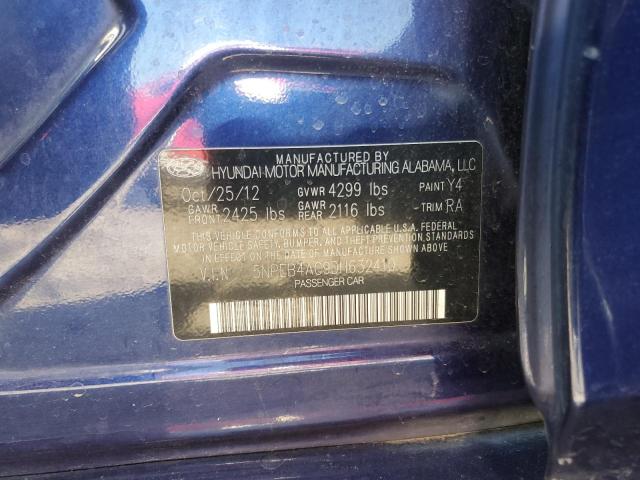 MANUFACTURED BY
HYUNDAI MOTOR MANUFACTURING ALABAMA, LLC
Oct/25/12 GVWR 4299 lbs PAINT Y4
GAWR FRONT 2425 lbs GAWR REAR 2116 lbs TRIM RA
THIS VEHICLE CONFORMS TO ALL APPLICABLE U.S.A. FEDERAL
MOTOR VEHICLE SAFETY, BUMPER, AND THEFT PREVENTION STANDARDS
IN EFFECT ON THE DATE OF MANUFACTURE SHOWN ABOVE
V.I.N
PASSENGER CAR